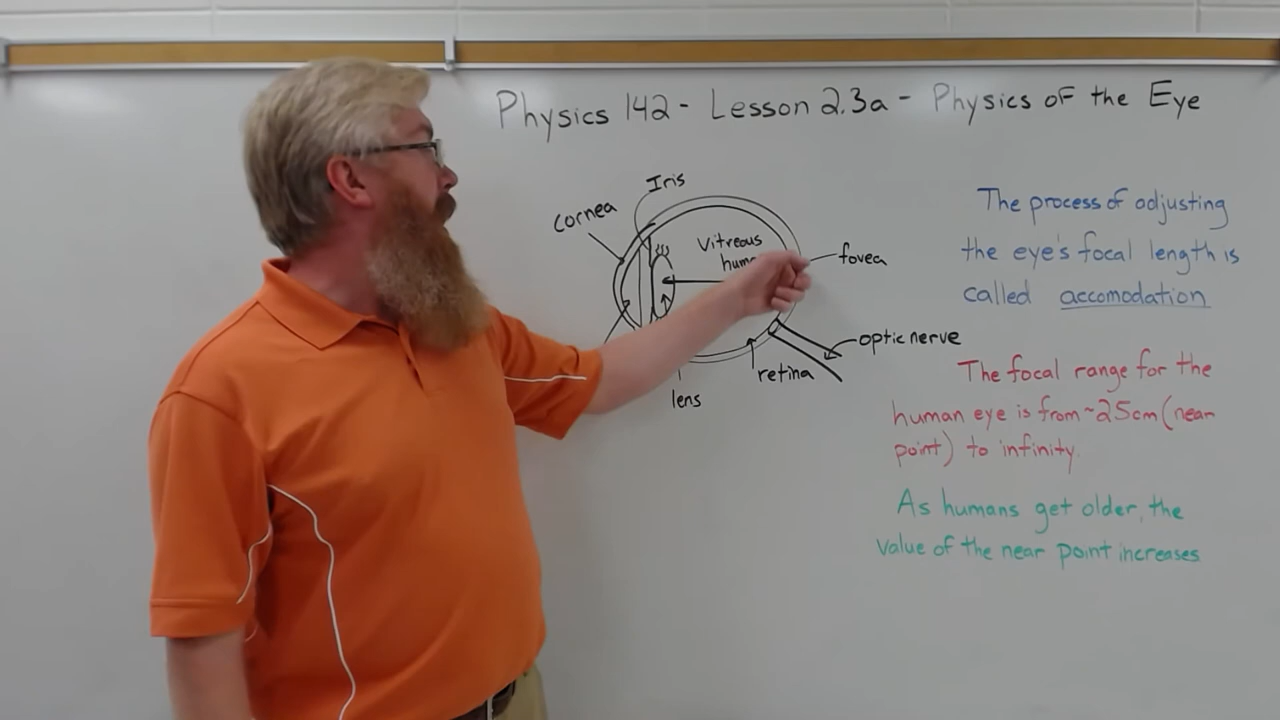 Physics 142 - Lesson 2.3a - Physics of the Eye
Iris
cornea
Vitreous
fovea
optic nerve
retina
lens
The process of adjusting
the eye's focal length is
called accomodation
The focal range for the
human eye is from ~25cm (near
point) to infinity.
As humans get older, the
value of the near point increases